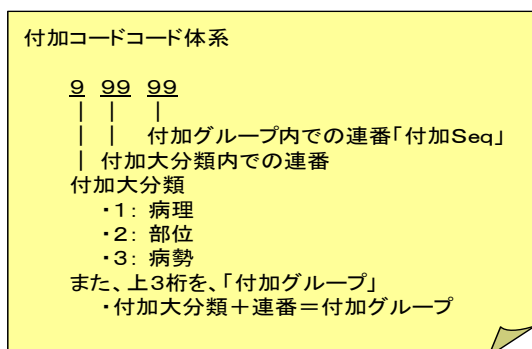 付加コードコード体系
9 99 99
| | |
| | 付加グループ内での連番「付加Seq」
| 付加大分類内での連番
付加大分類
・1: 病理
・2: 部位
・3: 病勢
また、上3桁を、「付加グループ」
・付加大分類+連番=付加グループ